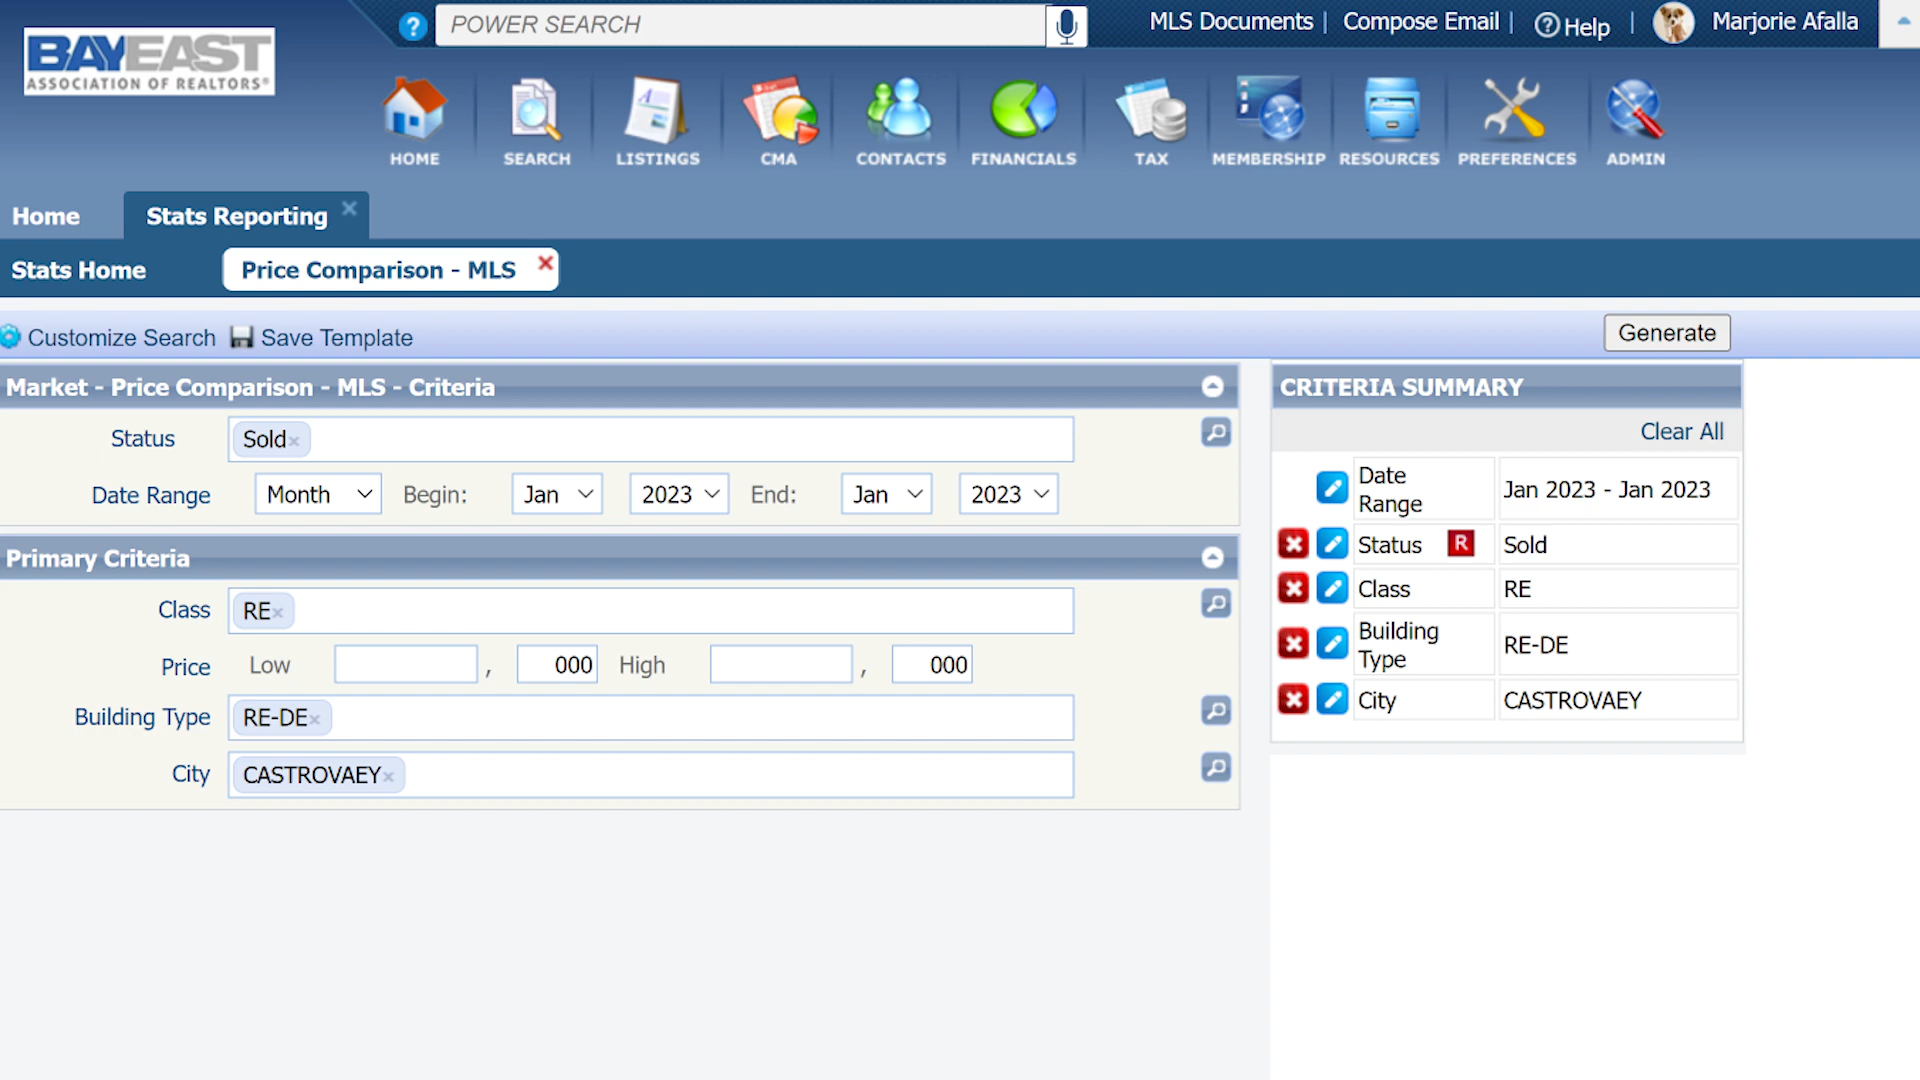 BAYEAST
ASSOCIATION OF REALTORS®
? POWER SEARCH
MLS Documents | Compose Email | ? Help | Marjorie Afalla
HOME SEARCH LISTINGS CMA CONTACTS FINANCIALS TAX MEMBERSHIP RESOURCES PREFERENCES ADMIN
Home Stats Reporting
Stats Home Price Comparison - MLS
Customize Search Save Template Generate
Market - Price Comparison - MLS - Criteria
Status Sold×
Date Range Month Begin: Jan 2023 End: Jan 2023
Primary Criteria
Class RE×
Price Low , 000 High , 000
Building Type RE-DE×
City CASTROVAEY×
CRITERIA SUMMARY
Clear All
Date
Range
Jan 2023 - Jan 2023
Status R Sold
Class RE
Building
Type
RE-DE
City CASTROVAEY